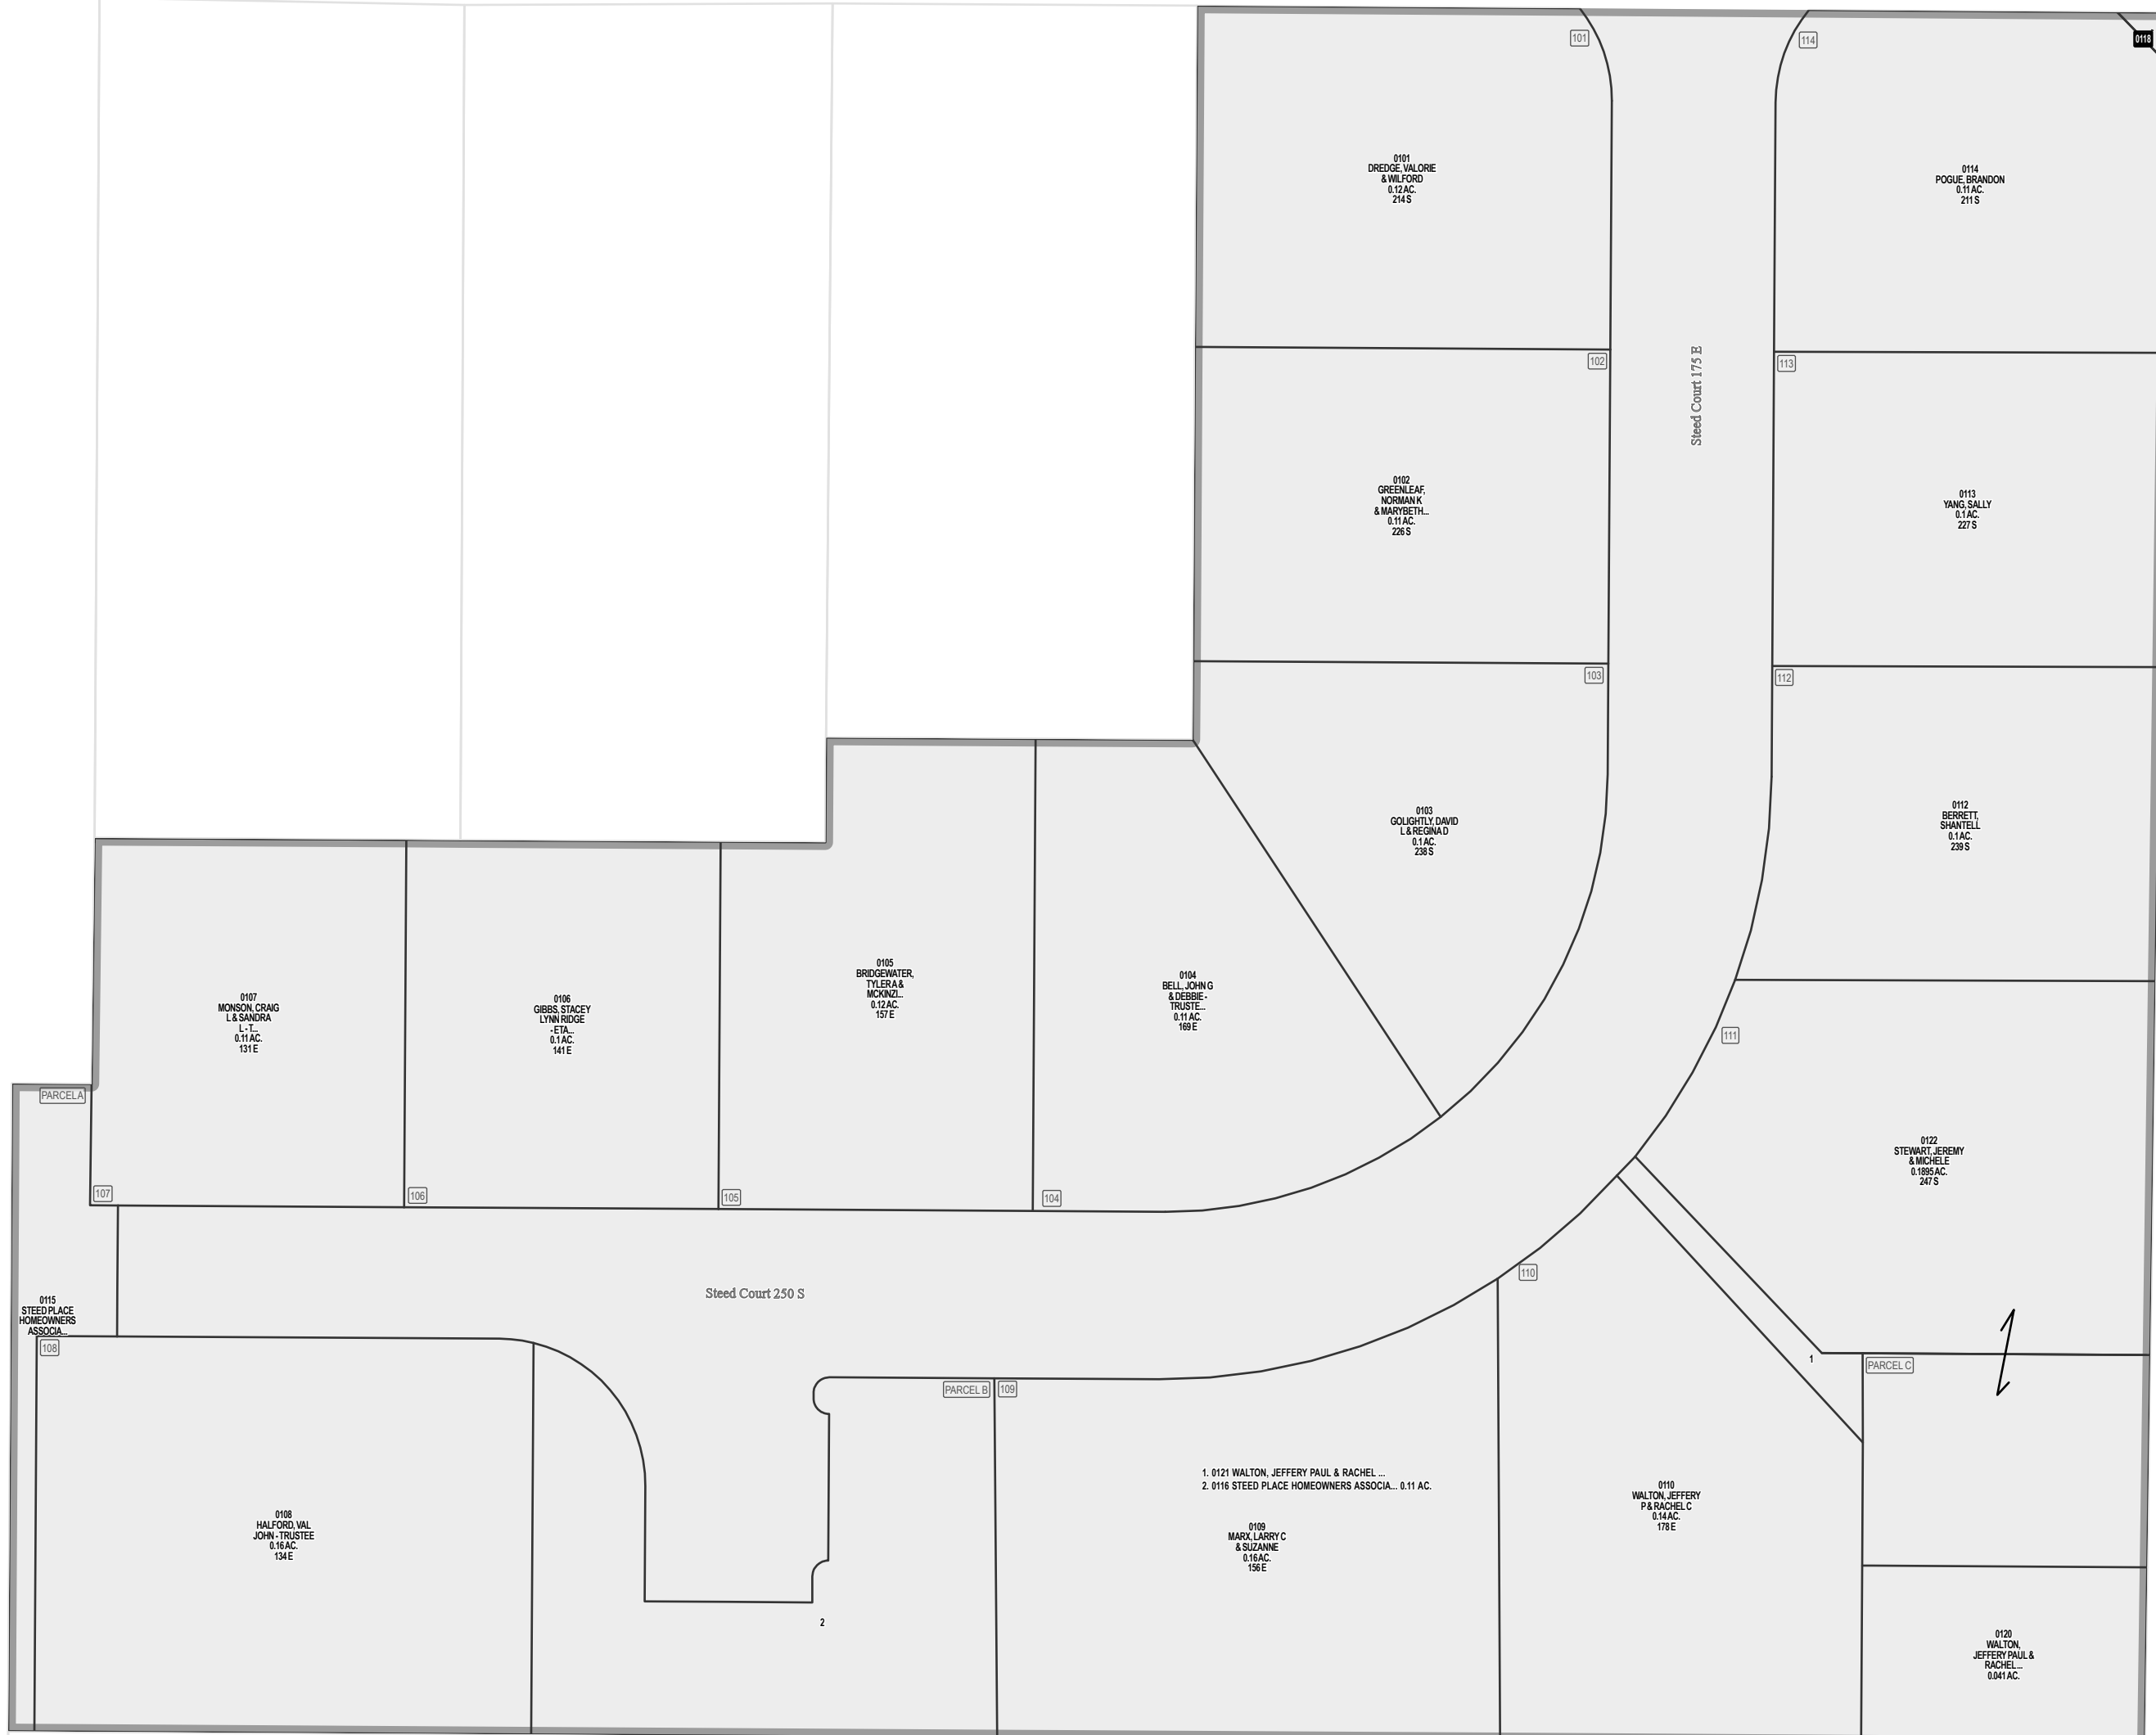 101
114
0118
0101
DREDGE, VALORIE
& WILFORD
0.12 AC.
214 S
0114
POGUE, BRANDON
0.11 AC.
211 S
102
Steed Court 175 E
113
0102
GREENLEAF,
NORMAN K
& MARYBETH...
0.11 AC.
226 S
0113
YANG, SALLY
0.1 AC.
227 S
103
112
0103
GOLIGHTLY, DAVID
L & REGINA D
0.1 AC.
238 S
0112
BERRETT,
SHANTELL
0.1 AC.
239 S
0107
MONSON, CRAIG
L & SANDRA
L - T...
0.11 AC.
131 E
0106
GIBBS, STACEY
LYNN RIDGE
- ETA...
0.1 AC.
141 E
0105
BRIDGEWATER,
TYLER A &
MCKINZI...
0.12 AC.
157 E
0104
BELL, JOHN G
& DEBBIE -
TRUSTE...
0.11 AC.
169 E
111
PARCEL A
107
106
105
104
0122
STEWART, JEREMY
& MICHELE
0.1895 AC.
247 S
0115
STEED PLACE
HOMEOWNERS
ASSOCIA...
Steed Court 250 S
110
108
PARCEL B
109
1
PARCEL C
1. 0121 WALTON, JEFFERY PAUL & RACHEL ...
2. 0116 STEED PLACE HOMEOWNERS ASSOCIA... 0.11 AC.
0108
HALFORD, VAL
JOHN - TRUSTEE
0.16 AC.
134 E
0109
MARX, LARRY C
& SUZANNE
0.16 AC.
156 E
0110
WALTON, JEFFERY
P & RACHEL C
0.14 AC.
178 E
2
0120
WALTON,
JEFFERY PAUL &
RACHEL ...
0.041 AC.